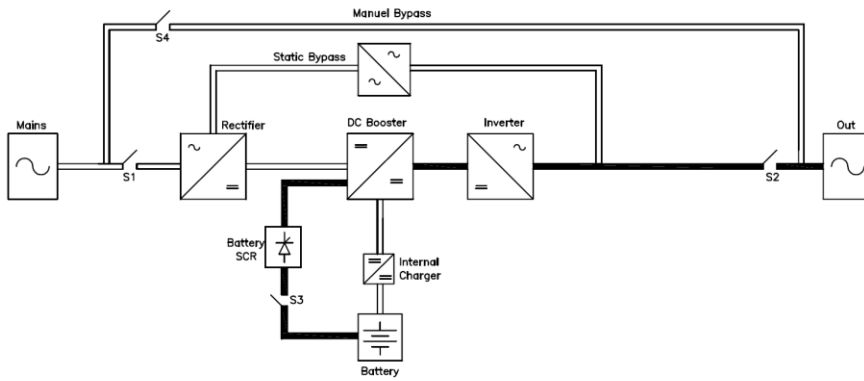 Manuel Bypass
S4
Static Bypass
Mains
Rectifier
DC Booster
Inverter
Out
S1
S2
Battery
SCR
Internal
Charger
S3
Battery